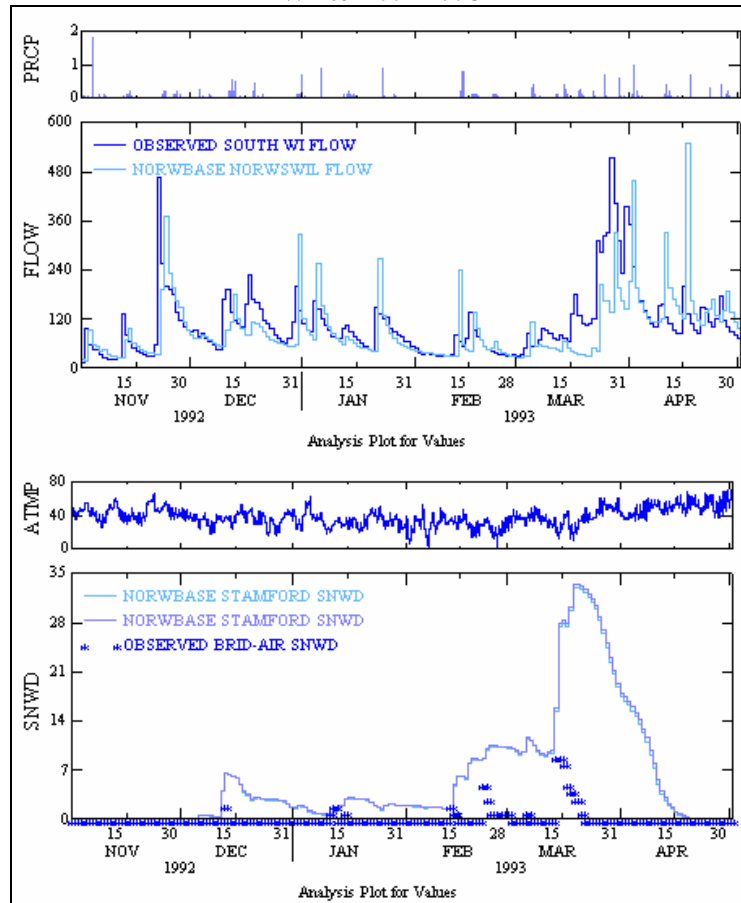 PRCP
2
1
0
600
480
360
240
120
0
FLOW
OBSERVED SOUTH WI FLOW
NORWBASE NORWSWIL FLOW
15 30 15 31 15 31 15 28 15 31 15 30
NOV DEC JAN FEB MAR APR
1992 1993
Analysis Plot for Values
ATMP
80
40
0
35
28
21
14
7
0
SNWD
NORWBASE STAMFORD SNWD
NORWBASE STAMFORD SNWD
OBSERVED BRID-AIR SNWD
15 30 15 31 15 31 15 28 15 31 15 30
NOV DEC JAN FEB MAR APR
1992 1993
Analysis Plot for Values